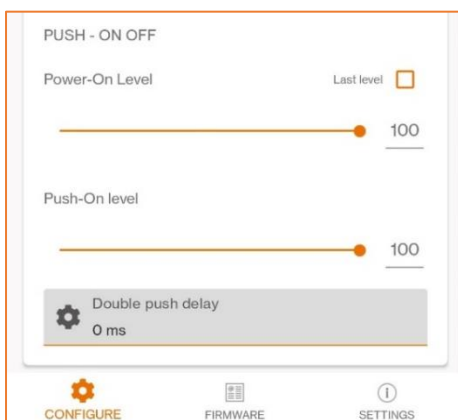 PUSH - ON OFF
Power-On Level Last level
100
Push-On level
100
Double push delay
0 ms
CONFIGURE FIRMWARE SETTINGS